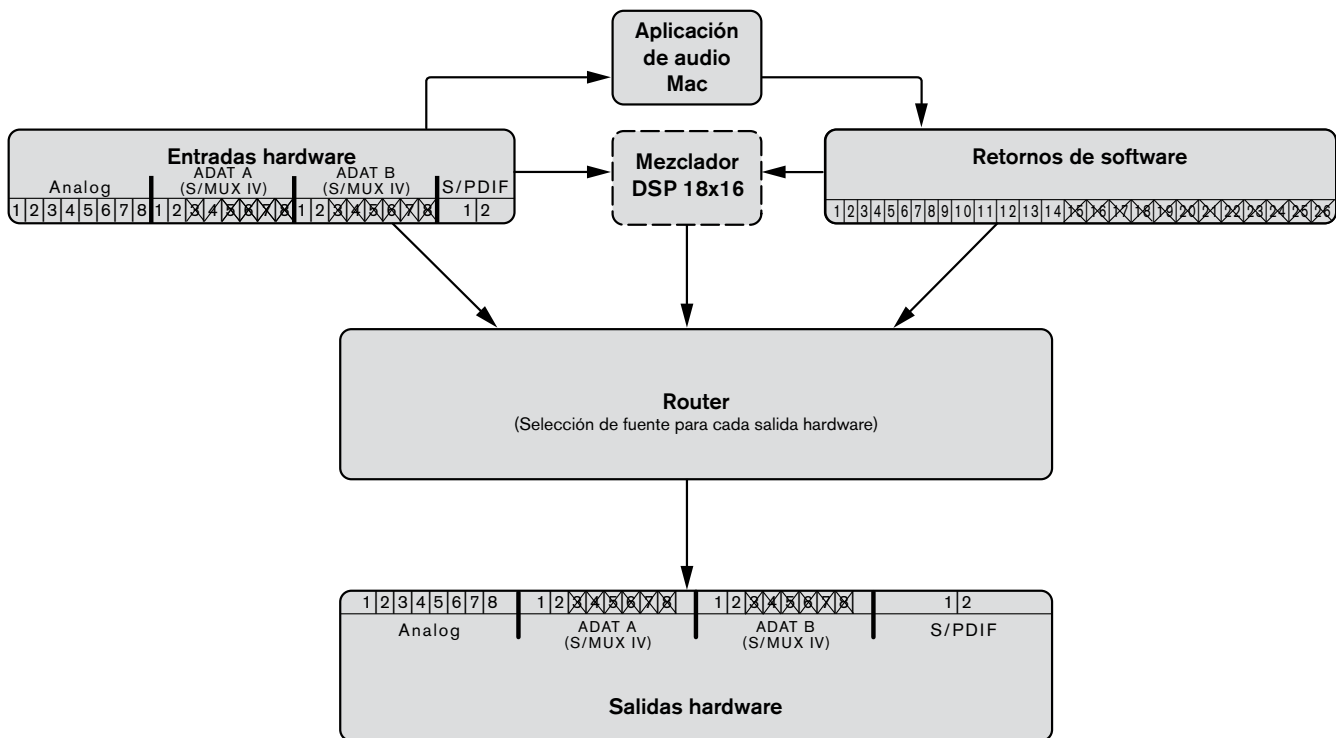 Aplicación
de audio
Mac
Entradas hardware
Analog
ADAT A
(S/MUX IV)
ADAT B
(S/MUX IV)
S/PDIF
1 2 3 4 5 6 7 8 1 2 3 4 5 6 7 8 1 2 3 4 5 6 7 8 1 2
Mezclador
DSP 18x16
Retornos de software
1 2 3 4 5 6 7 8 9 10 11 12 13 14 15 16 17 18 19 20 21 22 23 24 25 26
Router
(Selección de fuente para cada salida hardware)
1 2 3 4 5 6 7 8 1 2 3 4 5 6 7 8 1 2 3 4 5 6 7 8 1 2
Analog
ADAT A
(S/MUX IV)
ADAT B
(S/MUX IV)
S/PDIF
Salidas hardware